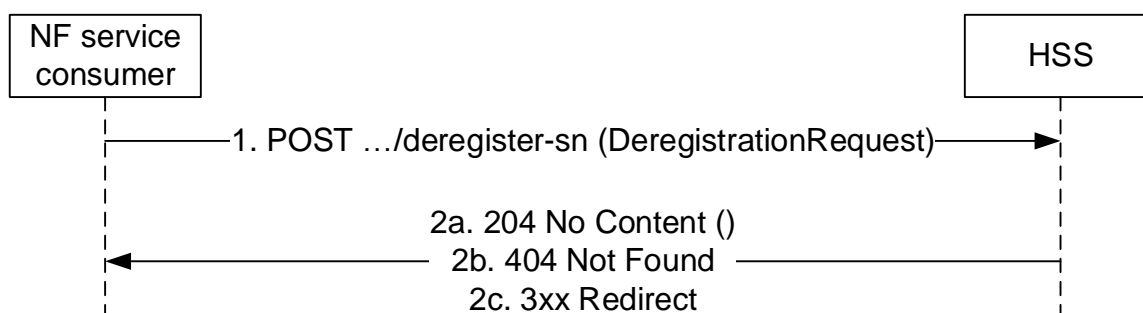 NF service
consumer
HSS
1. POST …/deregister-sn (DeregistrationRequest)
2a. 204 No Content ()
2b. 404 Not Found
2c. 3xx Redirect